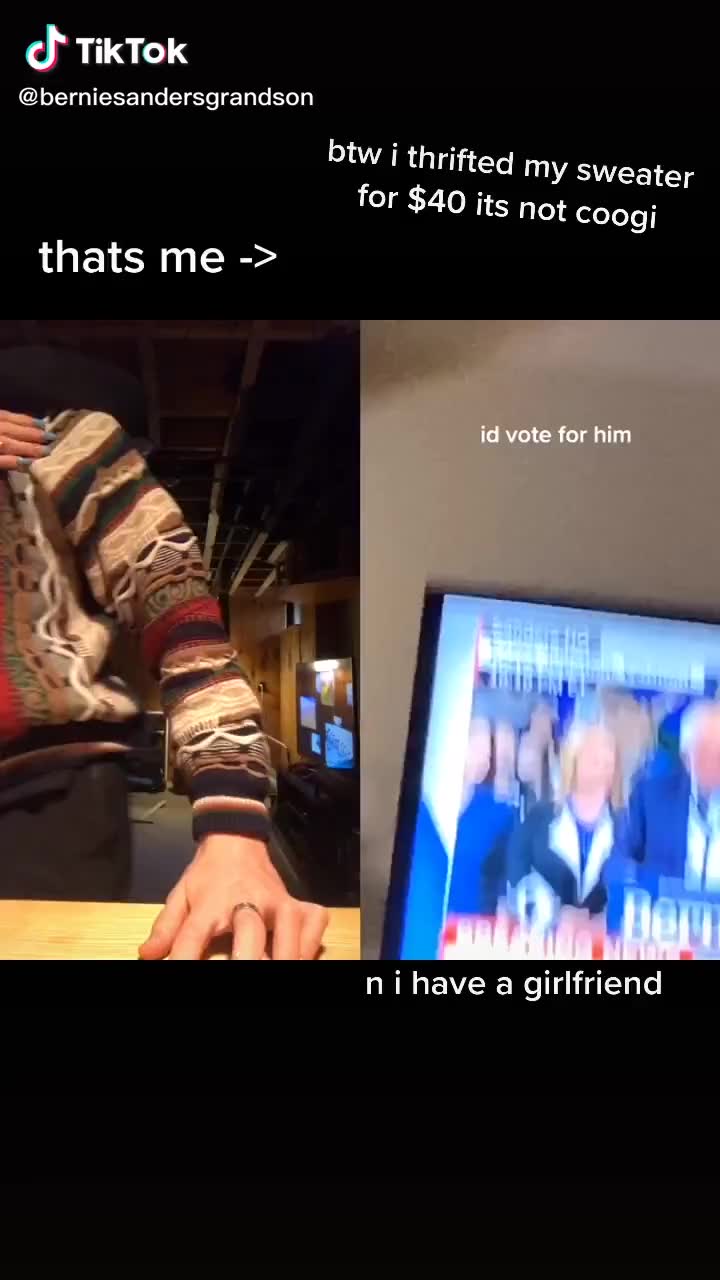 TikTok
@berniesandersgrandson
btw i thrifted my sweater
for $40 its not coogi
thats me ->
id vote for him
n i have a girlfriend